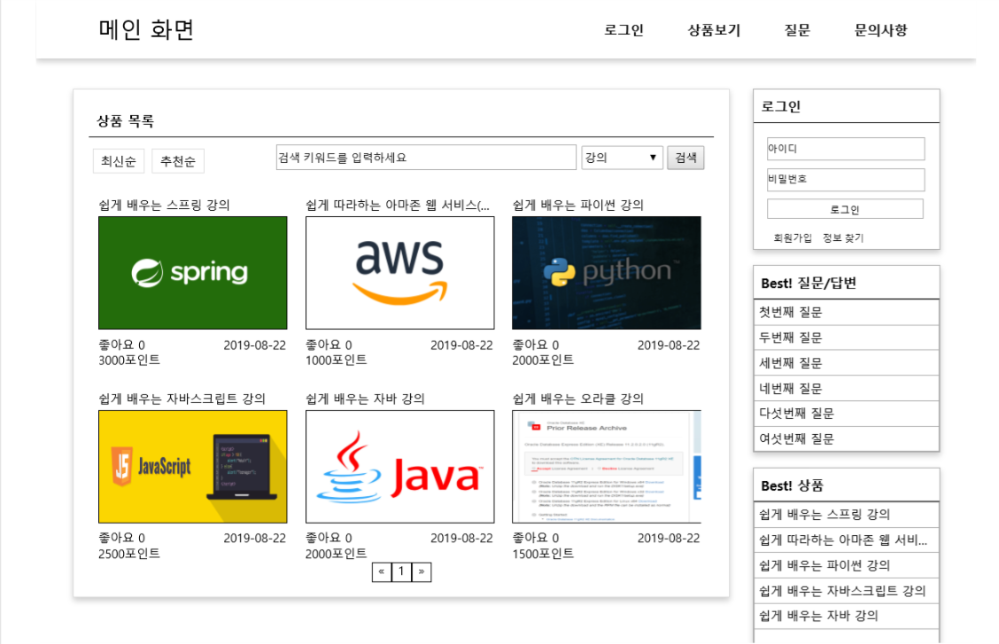 메인 화면
로그인 상품보기 질문 문의사항
상품 목록
최신순 추천순 검색 키워드를 입력하세요 강의 ▼ 검색
쉽게 배우는 스프링 강의
spring
좋아요 0 2019-08-22
3000포인트
쉽게 따라하는 아마존 웹 서비스(...
aws
좋아요 0 2019-08-22
1000포인트
쉽게 배우는 파이썬 강의
python™
좋아요 0 2019-08-22
2000포인트
쉽게 배우는 자바스크립트 강의
JS JavaScript
좋아요 0 2019-08-22
2500포인트
쉽게 배우는 자바 강의
Java™
좋아요 0 2019-08-22
2000포인트
쉽게 배우는 오라클 강의
Oracle Database XE
Prior Release Archive
좋아요 0 2019-08-22
1500포인트
« 1 »
로그인
아이디
비밀번호
로그인
회원가입 정보 찾기
Best! 질문/답변
첫번째 질문
두번째 질문
세번째 질문
네번째 질문
다섯번째 질문
여섯번째 질문
Best! 상품
쉽게 배우는 스프링 강의
쉽게 따라하는 아마존 웹 서비...
쉽게 배우는 파이썬 강의
쉽게 배우는 자바스크립트 강의
쉽게 배우는 자바 강의